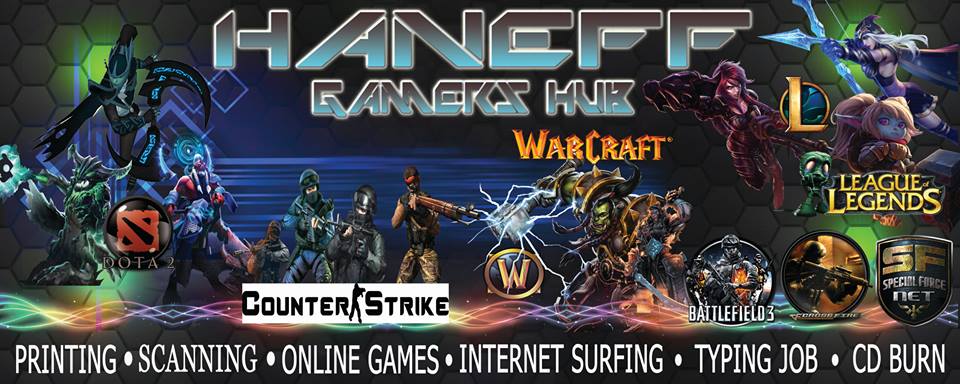 HANEFF
GAMERS HUB
WARCRAFT
LEAGUE OF
LEGENDS
DOTA 2
W
COUNTER STRIKE
BATTLEFIELD 3
CROSSFIRE
SF
SPECIAL FORCE
NET
PRINTING • SCANNING • ONLINE GAMES • INTERNET SURFING • TYPING JOB • CD BURN